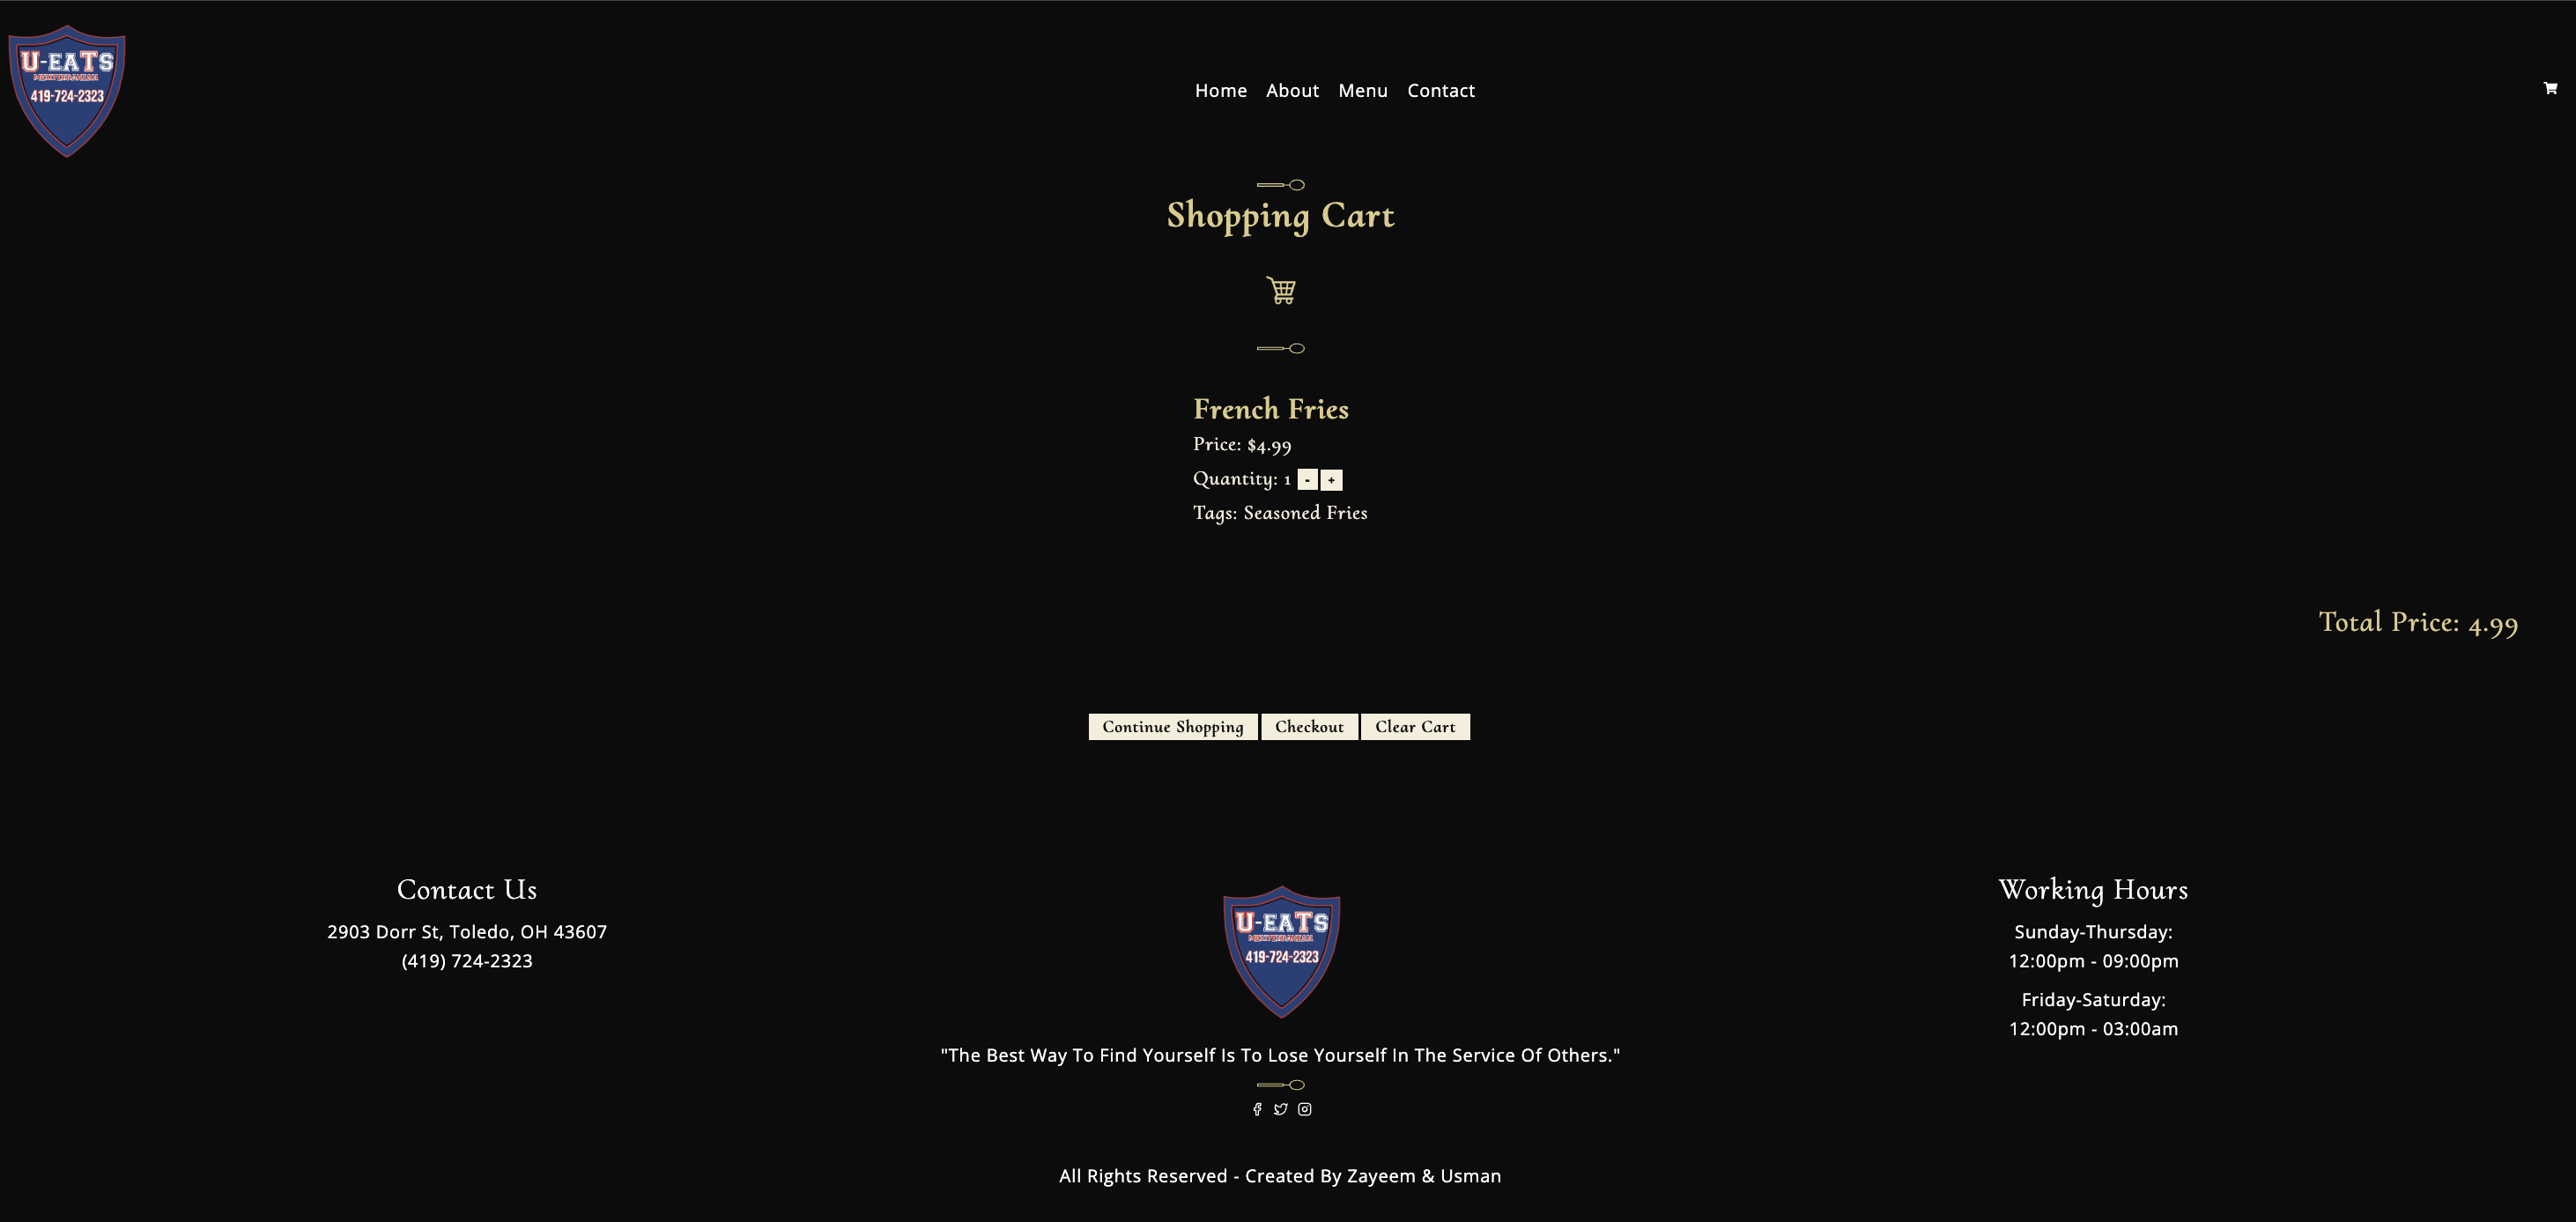 U-EATS
MEDITERRANEAN
419-724-2323
Home About Menu Contact
Shopping Cart
French Fries
Price: $4.99
Quantity: 1 - +
Tags: Seasoned Fries
Total Price: 4.99
Continue Shopping Checkout Clear Cart
Contact Us
2903 Dorr St, Toledo, OH 43607
(419) 724-2323
U-EATS
MEDITERRANEAN
419-724-2323
"The Best Way To Find Yourself Is To Lose Yourself In The Service Of Others."
Working Hours
Sunday-Thursday:
12:00pm - 09:00pm
Friday-Saturday:
12:00pm - 03:00am
All Rights Reserved - Created By Zayeem & Usman